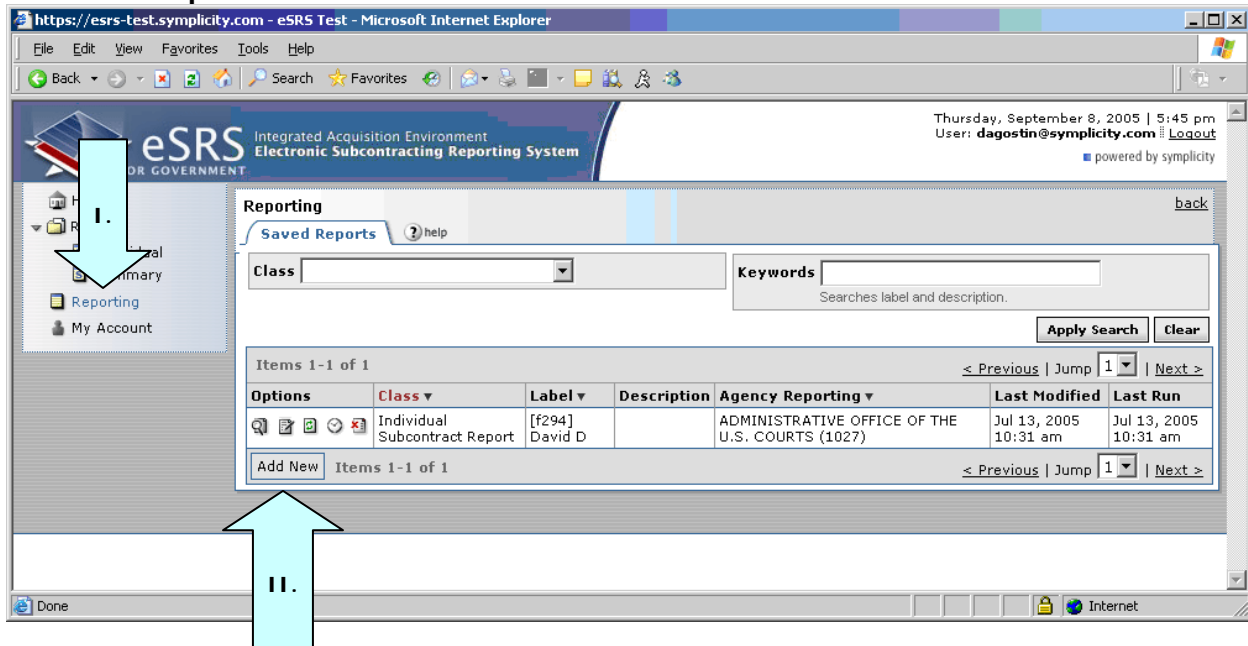 https://esrs-test.symplicity.com - eSRS Test - Microsoft Internet Explorer
File Edit View Favorites Tools Help
Back Search Favorites
eSRS Integrated Acquisition Environment
Electronic Subcontracting Reporting System
OR GOVERNMENT
Thursday, September 8, 2005 | 5:45 pm
User: dagostin@symplicity.com Logout
powered by symplicity
I.
Reporting
My Account
Reporting back
Saved Reports ? help
Class Keywords
Searches label and description.
Apply Search Clear
Items 1-1 of 1 < Previous | Jump 1 | Next >
Options Class Label Description Agency Reporting Last Modified Last Run
Individual Subcontract Report [f294] David D ADMINISTRATIVE OFFICE OF THE U.S. COURTS (1027) Jul 13, 2005 10:31 am Jul 13, 2005 10:31 am
Add New Items 1-1 of 1 < Previous | Jump 1 | Next >
II.
Done Internet